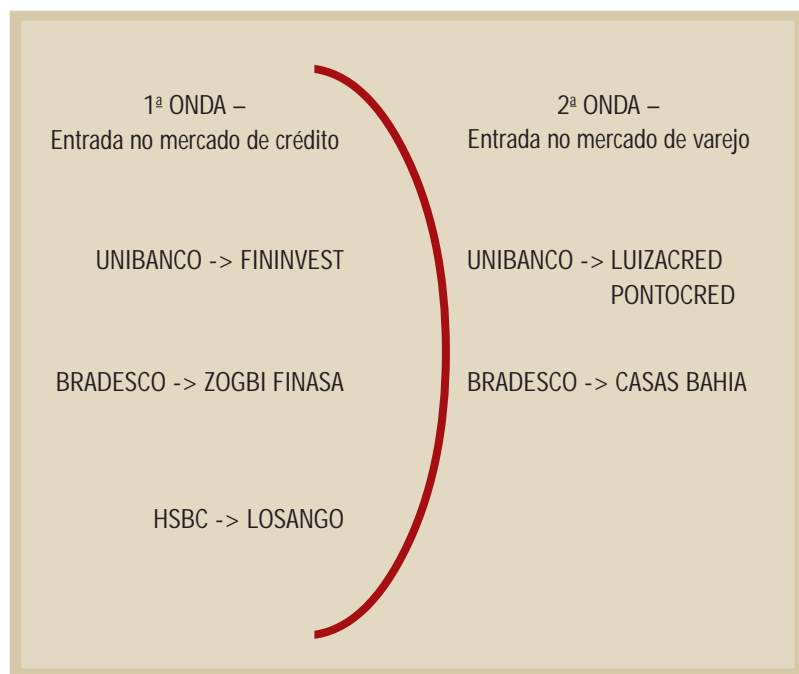 1ª ONDA –
Entrada no mercado de crédito
UNIBANCO -> FININVEST
BRADESCO -> ZOGBI FINASA
HSBC -> LOSANGO
2ª ONDA –
Entrada no mercado de varejo
UNIBANCO -> LUIZACRED
PONTOCRED
BRADESCO -> CASAS BAHIA